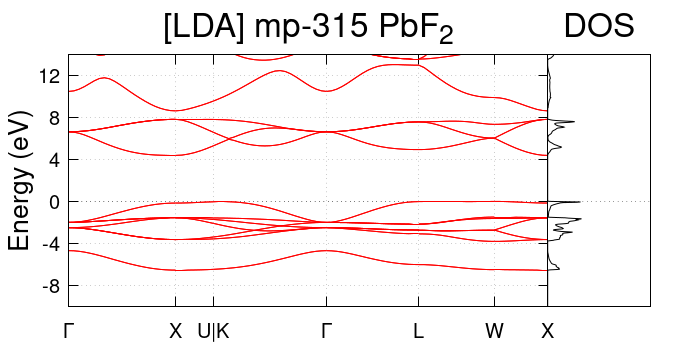 [LDA] mp-315 PbF2
DOS
Energy (eV)
12
8
4
0
-4
-8
Γ X U|K Γ L W X